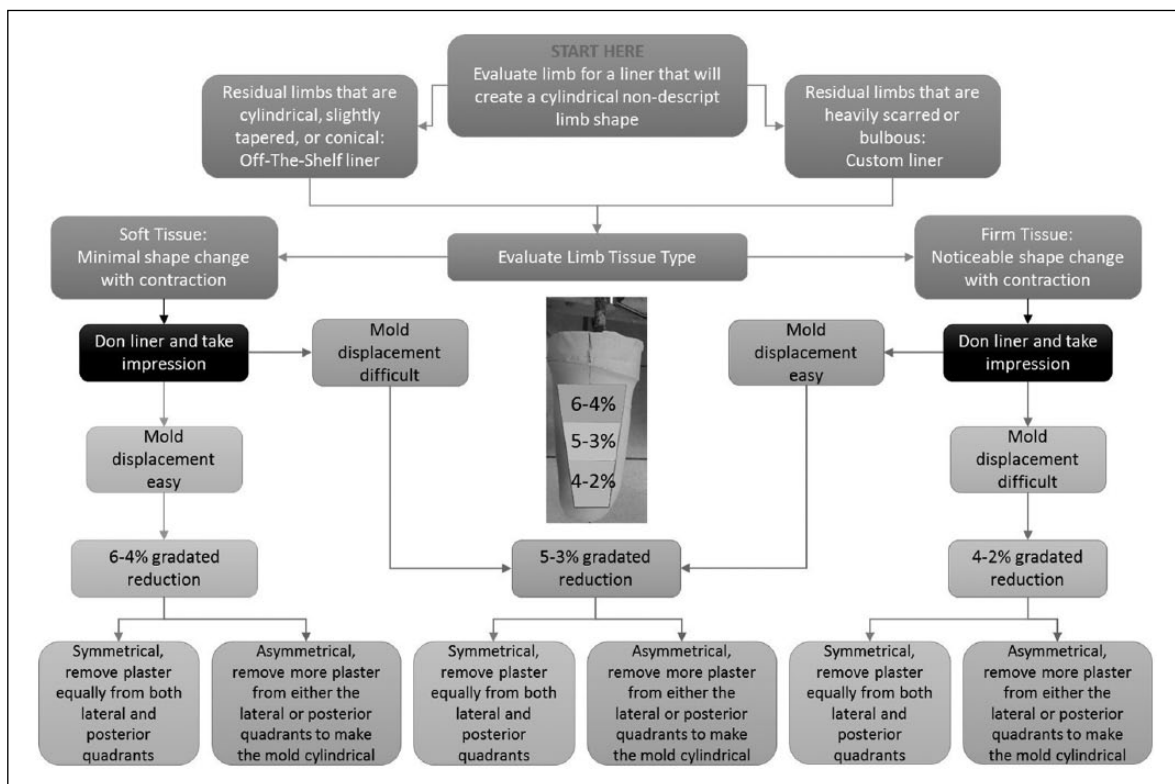 START HERE
Evaluate limb for a liner that will
create a cylindrical non-descript
limb shape
Residual limbs that are
cylindrical, slightly
tapered, or conical:
Off-The-Shelf liner
Residual limbs that are
heavily scarred or
bulbous:
Custom liner
Soft Tissue:
Minimal shape change
with contraction
Evaluate Limb Tissue Type
Firm Tissue:
Noticeable shape change
with contraction
Don liner and take
impression
Mold
displacement
difficult
Mold
displacement
easy
Don liner and take
impression
6-4%
5-3%
4-2%
Mold
displacement
easy
Mold
displacement
difficult
6-4% gradated
reduction
5-3% gradated
reduction
4-2% gradated
reduction
Symmetrical,
remove plaster
equally from both
lateral and
posterior
quadrants
Asymmetrical,
remove more plaster
from either the
lateral or posterior
quadrants to make
the mold cylindrical
Symmetrical,
remove plaster
equally from both
lateral and
posterior
quadrants
Asymmetrical,
remove more plaster
from either the
lateral or posterior
quadrants to make
the mold cylindrical
Symmetrical,
remove plaster
equally from both
lateral and
posterior
quadrants
Asymmetrical,
remove more plaster
from either the
lateral or posterior
quadrants to make
the mold cylindrical